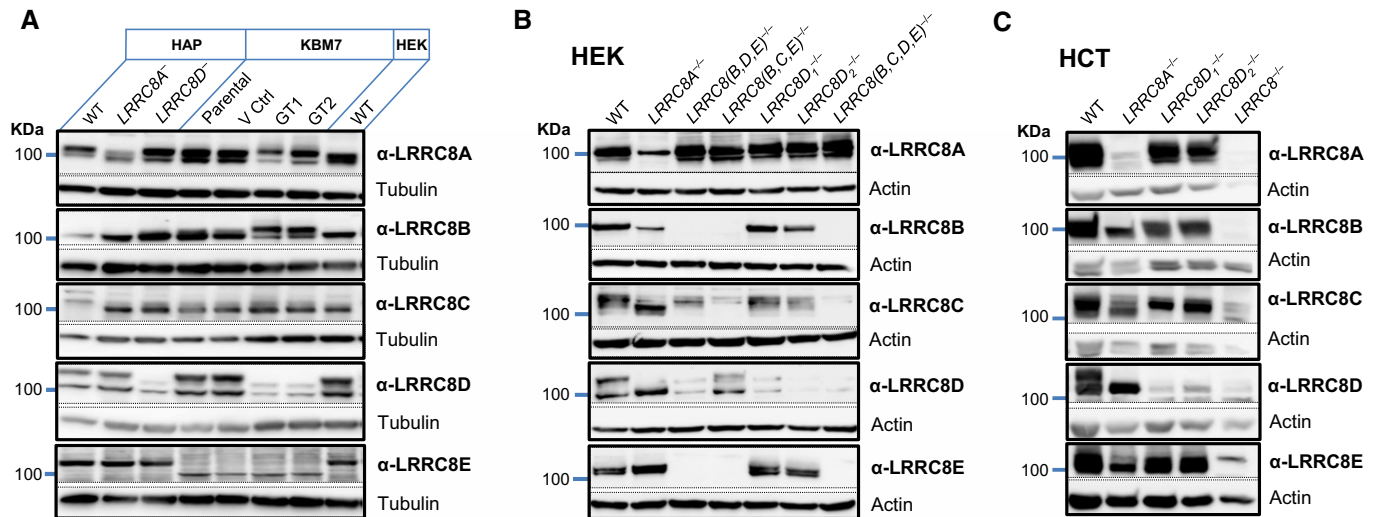 A
HAP KBM7 HEK
WT LRRC8A⁻ LRRC8D⁻ Parental V Ctrl GT1 GT2 WT
KDa
100 α-LRRC8A
Tubulin
100 α-LRRC8B
Tubulin
α-LRRC8C
100
Tubulin
100 α-LRRC8D
Tubulin
α-LRRC8E
100
Tubulin
B
HEK
WT LRRC8A⁻/⁻ LRRC8(B,D,E)⁻/⁻ LRRC8(B,C,E)⁻/⁻ LRRC8D₁⁻/⁻ LRRC8D₂⁻/⁻ LRRC8(B,C,D,E)⁻/⁻
KDa
100 α-LRRC8A
Actin
100 α-LRRC8B
Actin
α-LRRC8C
100
Actin
α-LRRC8D
100
Actin
α-LRRC8E
100
Actin
C
HCT
WT LRRC8A⁻/⁻ LRRC8D₁⁻/⁻ LRRC8D₂⁻/⁻ LRRC8⁻/⁻
KDa
100 α-LRRC8A
Actin
100 α-LRRC8B
Actin
α-LRRC8C
100
Actin
α-LRRC8D
100
Actin
α-LRRC8E
100
Actin